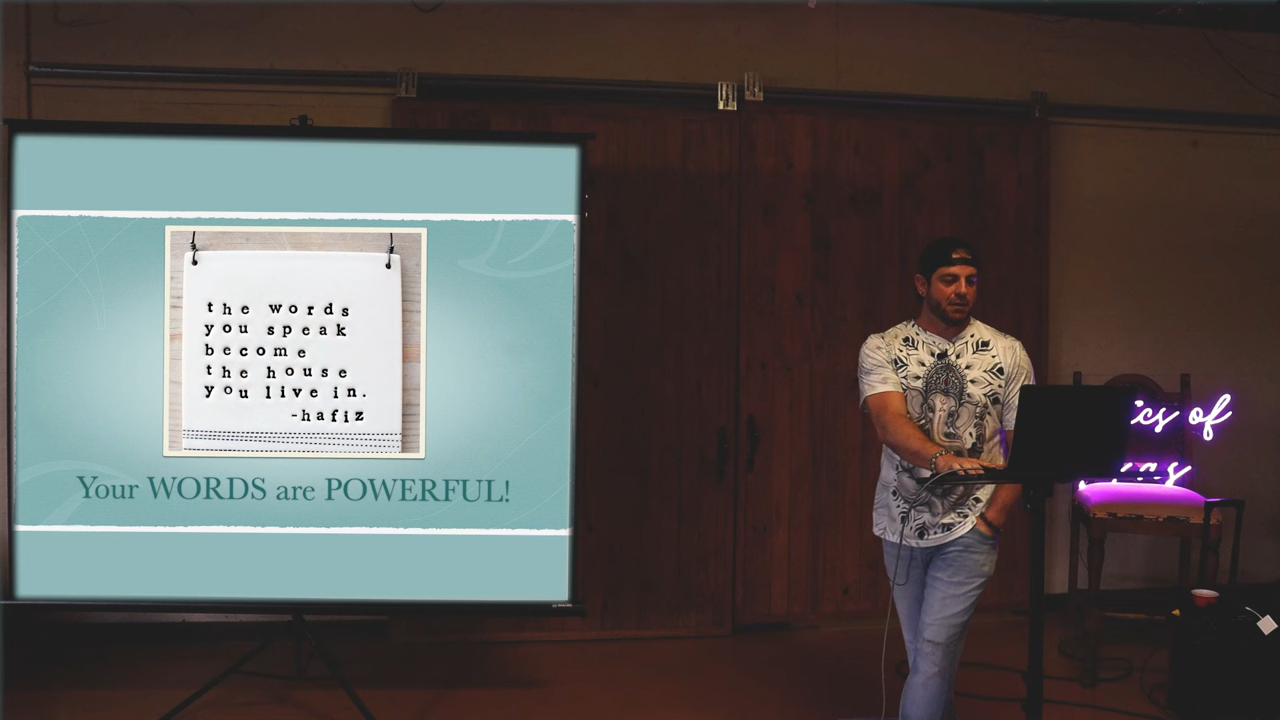 the words
you speak
become
the house
you live in.
-hafiz
Your WORDS are POWERFUL!
ics of